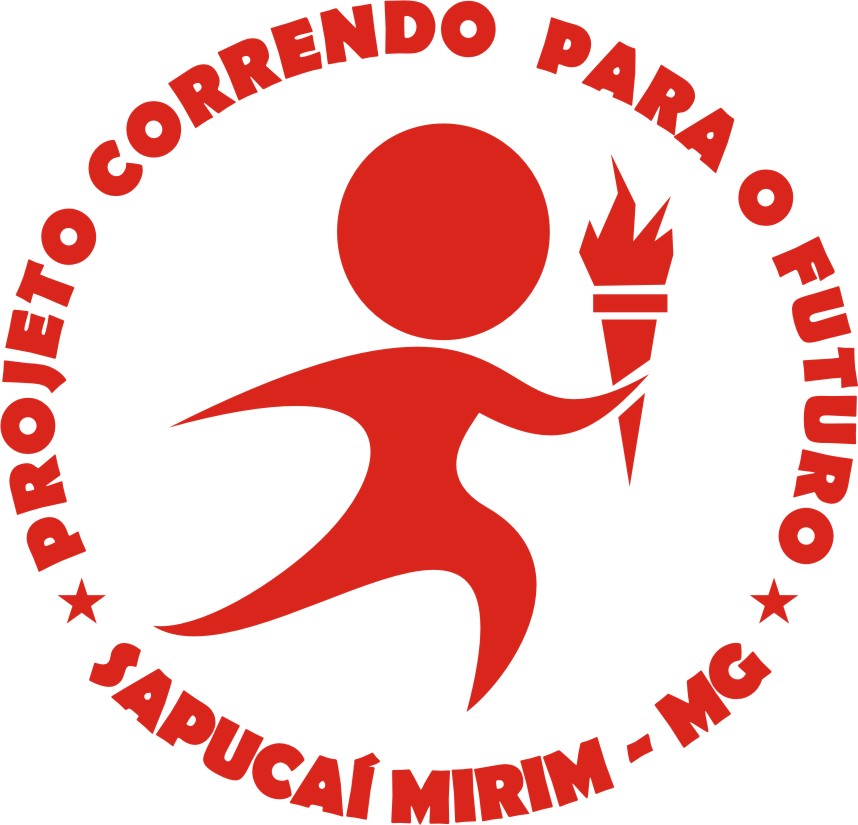 PROJETO CORRENDO PARA O FUTURO
SAPUCAÍ MIRIM - MG